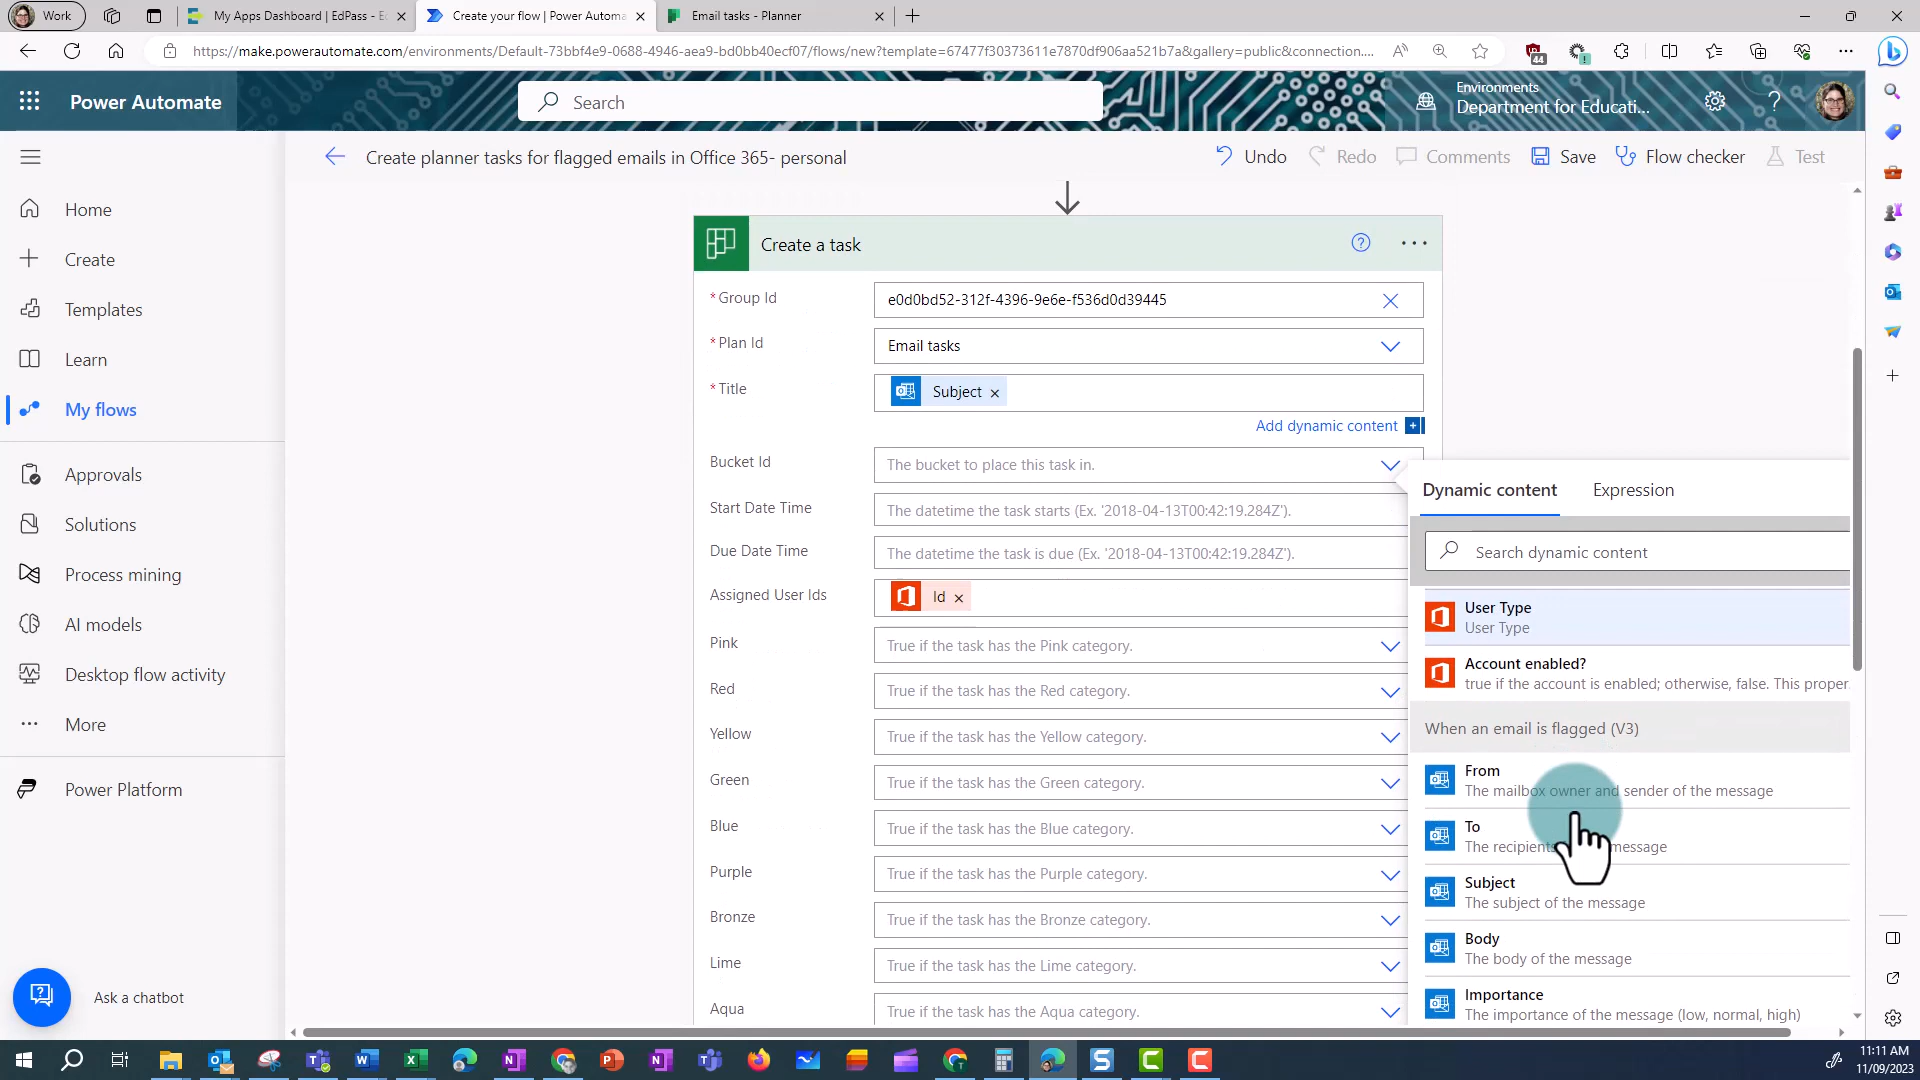 Work
My Apps Dashboard | EdPass - E
Create your flow | Power Automa
Email tasks - Planner
https://make.powerautomate.com/environments/Default-73bbf4e9-0688-4946-aea9-bd0bb40ecf07/flows/new?template=67477f30373611e7870df906aa521b7a&gallery=public&connection....
44
Power Automate
Search
Environments
Department for Educati...
Create planner tasks for flagged emails in Office 365- personal
Undo
Redo
Comments
Save
Flow checker
Test
Home
Create
Templates
Learn
My flows
Approvals
Solutions
Process mining
AI models
Desktop flow activity
More
Power Platform
Ask a chatbot
Create a task
* Group Id
e0d0bd52-312f-4396-9e6e-f536d0d39445
* Plan Id
Email tasks
* Title
Subject ×
Add dynamic content
Bucket Id
The bucket to place this task in.
Start Date Time
The datetime the task starts (Ex. '2018-04-13T00:42:19.284Z').
Due Date Time
The datetime the task is due (Ex. '2018-04-13T00:42:19.284Z').
Assigned User Ids
Id ×
Pink
True if the task has the Pink category.
Red
True if the task has the Red category.
Yellow
True if the task has the Yellow category.
Green
True if the task has the Green category.
Blue
True if the task has the Blue category.
Purple
True if the task has the Purple category.
Bronze
True if the task has the Bronze category.
Lime
True if the task has the Lime category.
Aqua
True if the task has the Aqua category.
Dynamic content
Expression
Search dynamic content
User Type
User Type
Account enabled?
true if the account is enabled; otherwise, false. This proper
When an email is flagged (V3)
From
The mailbox owner and sender of the message
To
The recipients message
Subject
The subject of the message
Body
The body of the message
Importance
The importance of the message (low, normal, high)
11:11 AM
11/09/2023